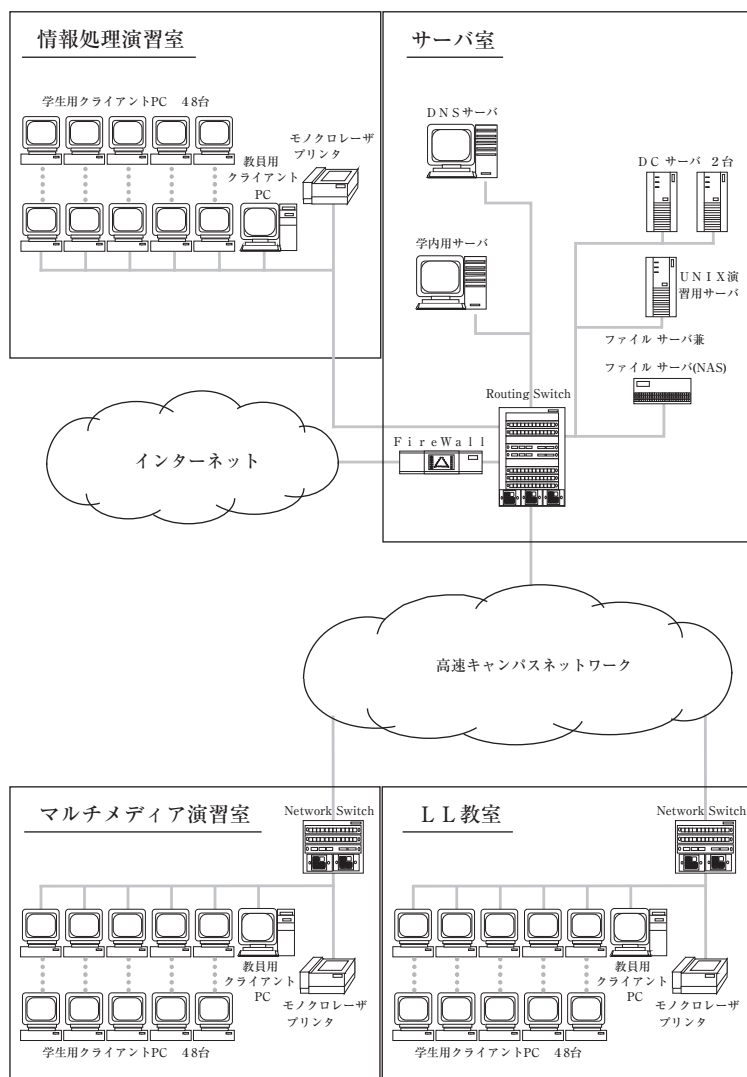 情報処理演習室
学生用クライアントPC　48台
モノクロレーザ
プリンタ
教員用
クライアント
PC
サーバ室
DNSサーバ
DC サーバ 2台
学内用サーバ
UNIX演
習用サーバ
ファイル サーバ兼
ファイル サーバ(NAS)
Routing Switch
FireWall
インターネット
高速キャンパスネットワーク
マルチメディア演習室
Network Switch
教員用
クライアント
PC
モノクロレーザ
プリンタ
学生用クライアントPC　48台
LL教室
Network Switch
教員用
クライアント
PC
モノクロレーザ
プリンタ
学生用クライアントPC　48台